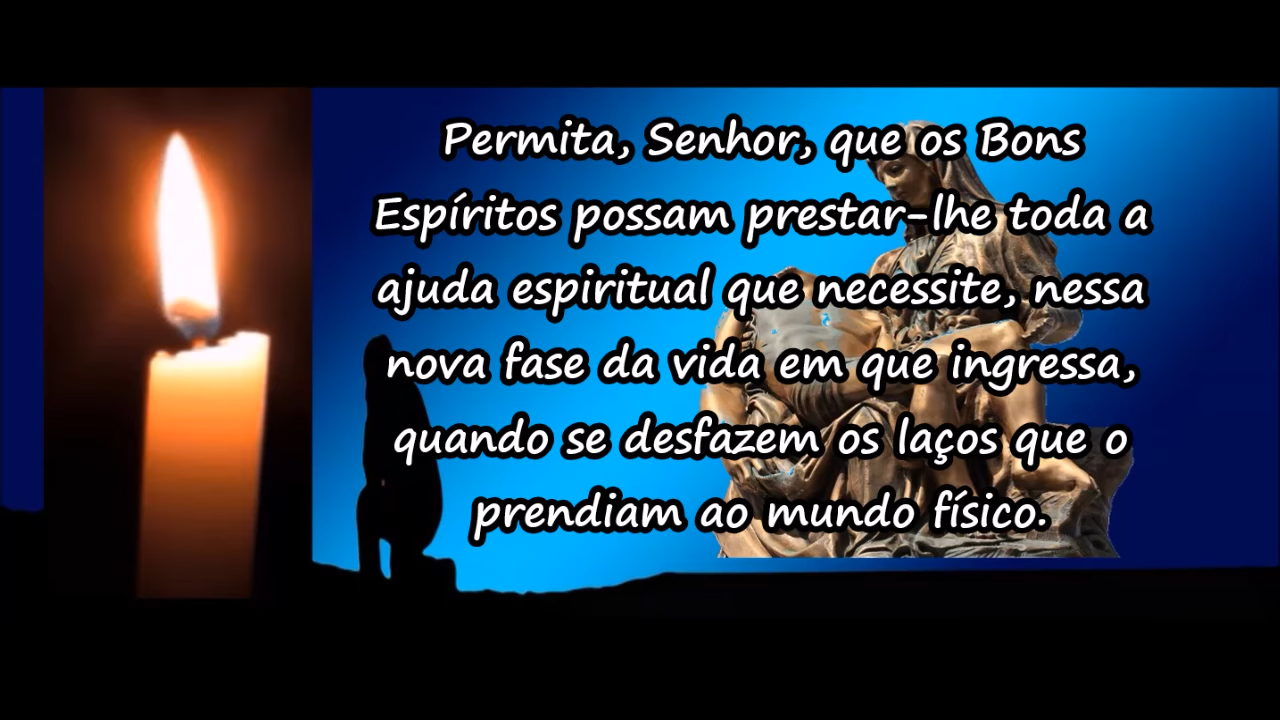 Permita, Senhor, que os Bons
Espíritos possam prestar-lhe toda a
ajuda espiritual que necessite, nessa
nova fase da vida em que ingressa,
quando se desfazem os laços que o
prendiam ao mundo físico.